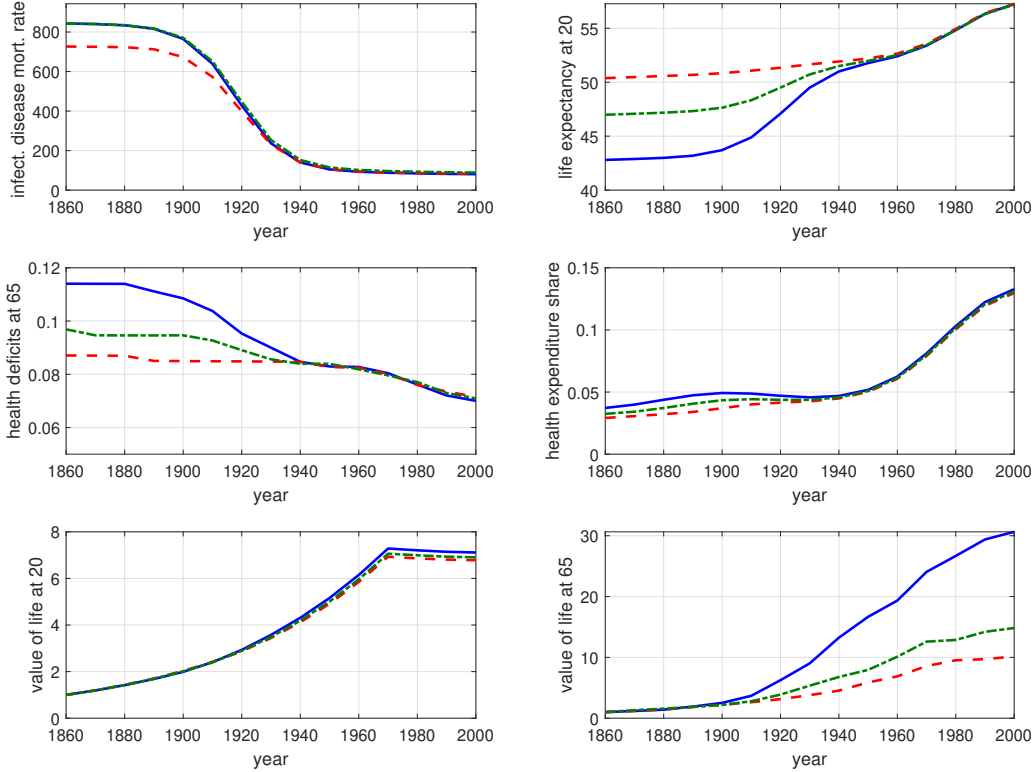 infect. disease mort. rate
800
600
400
200
0
1860 1880 1900 1920 1940 1960 1980 2000
year
life expectancy at 20
55
50
45
40
1860 1880 1900 1920 1940 1960 1980 2000
year
health deficits at 65
0.12
0.1
0.08
0.06
1860 1880 1900 1920 1940 1960 1980 2000
year
health expenditure share
0.15
0.1
0.05
0
1860 1880 1900 1920 1940 1960 1980 2000
year
value of life at 20
8
6
4
2
0
1860 1880 1900 1920 1940 1960 1980 2000
year
value of life at 65
30
20
10
0
1860 1880 1900 1920 1940 1960 1980 2000
year